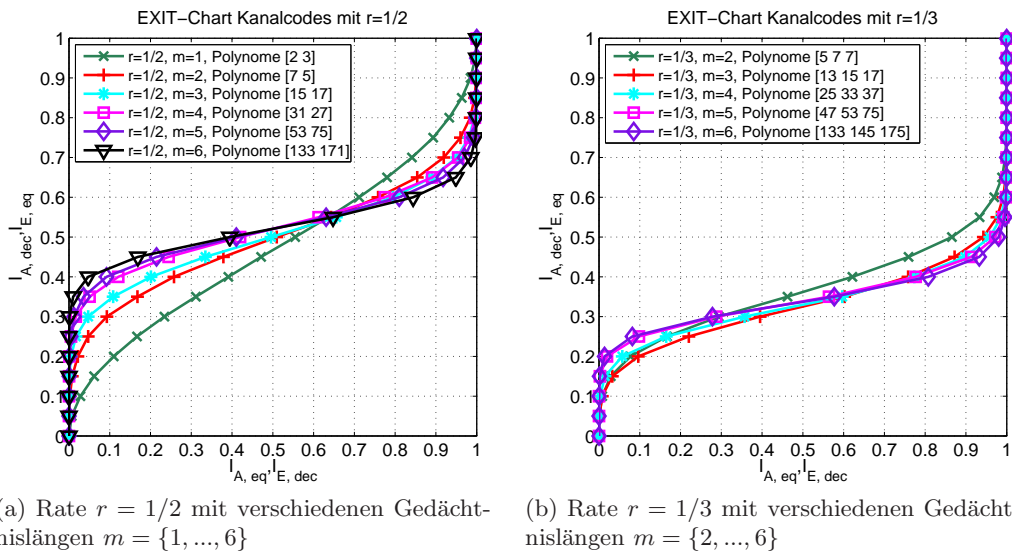 EXIT−Chart Kanalcodes mit r=1/2
1
0.9
0.8
0.7
0.6
0.5
0.4
0.3
0.2
0.1
0
I_A, dec, I_E, eq
r=1/2, m=1, Polynome [2 3]
r=1/2, m=2, Polynome [7 5]
r=1/2, m=3, Polynome [15 17]
r=1/2, m=4, Polynome [31 27]
r=1/2, m=5, Polynome [53 75]
r=1/2, m=6, Polynome [133 171]
0 0.1 0.2 0.3 0.4 0.5 0.6 0.7 0.8 0.9 1
I_A, eq, I_E, dec
(a) Rate r = 1/2 mit verschiedenen Gedächt-
nislängen m = {1, ..., 6}
EXIT−Chart Kanalcodes mit r=1/3
1
0.9
0.8
0.7
0.6
0.5
0.4
0.3
0.2
0.1
0
I_A, dec, I_E, eq
r=1/3, m=2, Polynome [5 7 7]
r=1/3, m=3, Polynome [13 15 17]
r=1/3, m=4, Polynome [25 33 37]
r=1/3, m=5, Polynome [47 53 75]
r=1/3, m=6, Polynome [133 145 175]
0 0.1 0.2 0.3 0.4 0.5 0.6 0.7 0.8 0.9 1
I_A, eq, I_E, dec
(b) Rate r = 1/3 mit verschiedenen Gedächt
nislängen m = {2, ..., 6}